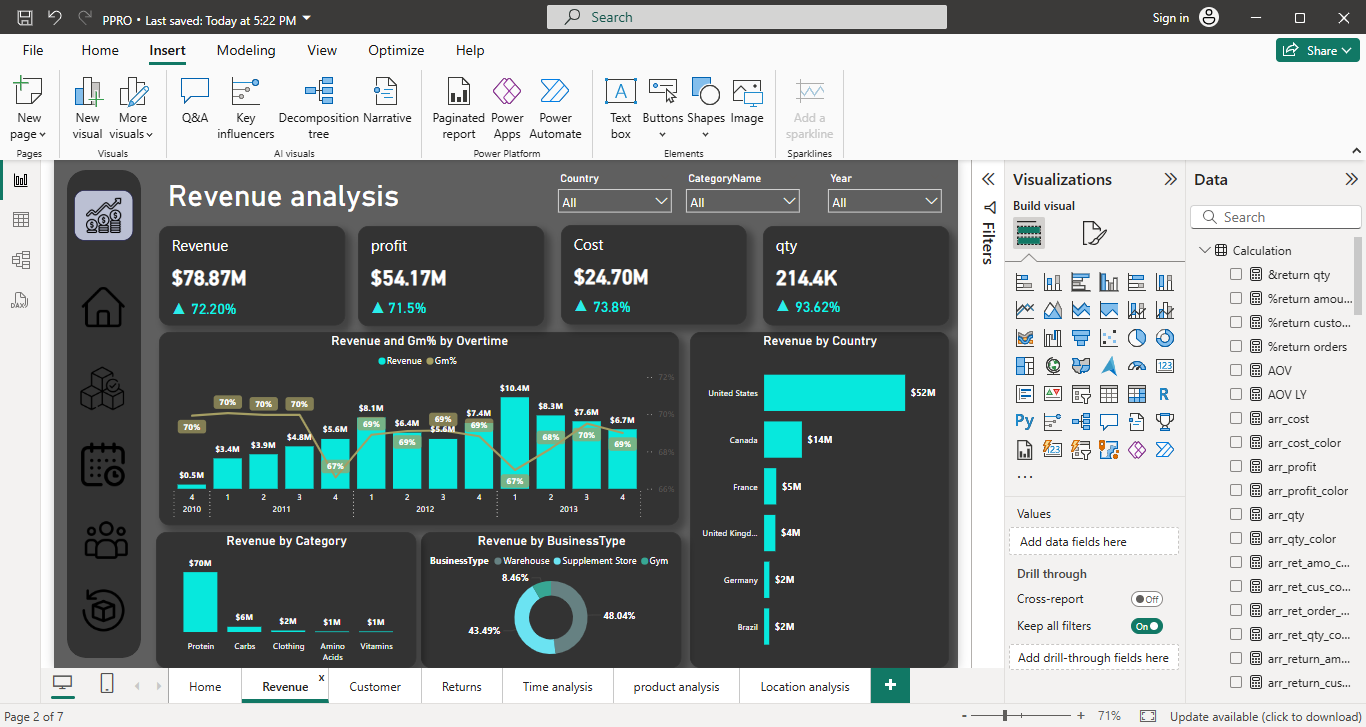 PPRO • Last saved: Today at 5:22 PM
Search
Sign in
File
Home
Insert
Modeling
View
Optimize
Help
Share
New page
New visual
More visuals
Q&A
Key influencers
Decomposition tree
Narrative
Paginated report
Power Apps
Power Automate
Text box
Buttons
Shapes
Image
Add a sparkline
Pages
Visuals
AI visuals
Power Platform
Elements
Sparklines
DAX
Revenue analysis
Country
All
CategoryName
All
Year
All
Revenue
$78.87M
▲ 72.20%
profit
$54.17M
▲ 71.5%
Cost
$24.70M
▲ 73.8%
qty
214.4K
▲ 93.62%
Revenue and Gm% by Overtime
Revenue
Gm%
72%
70%
68%
66%
$0.5M
$3.4M
$3.9M
$4.8M
$5.6M
$8.1M
$6.4M
$5.6M
$7.4M
$10.4M
$8.3M
$7.6M
$6.7M
70%
70%
70%
70%
67%
69%
69%
69%
69%
67%
68%
70%
69%
4 1 2 3 4 1 2 3 4 1 2 3 4
2010 2011 2012 2013
Revenue by Country
United States $52M
Canada $14M
France $5M
United Kingd... $4M
Germany $2M
Brazil $2M
Revenue by Category
$70M
$6M
$2M
$1M
$1M
Protein
Carbs
Clothing
Amino Acids
Vitamins
Revenue by BusinessType
BusinessType Warehouse Supplement Store Gym
8.46%
48.04%
43.49%
Filters
Visualizations
Build visual
123
R
Py
123
...
Values
Add data fields here
Drill through
Cross-report
Off
Keep all filters
On
Add drill-through fields here
Data
Search
Calculation
&return qty
%return amou...
%return custo...
%return orders
AOV
AOV LY
arr_cost
arr_cost_color
arr_profit
arr_profit_color
arr_qty
arr_qty_color
arr_ret_amo_c...
arr_ret_cus_co...
arr_ret_order_...
arr_ret_qty_co...
arr_return_am...
arr_return_cus...
Home
Revenue
x
Customer
Returns
Time analysis
product analysis
Location analysis
+
Page 2 of 7
- + 71%
Update available (click to download)